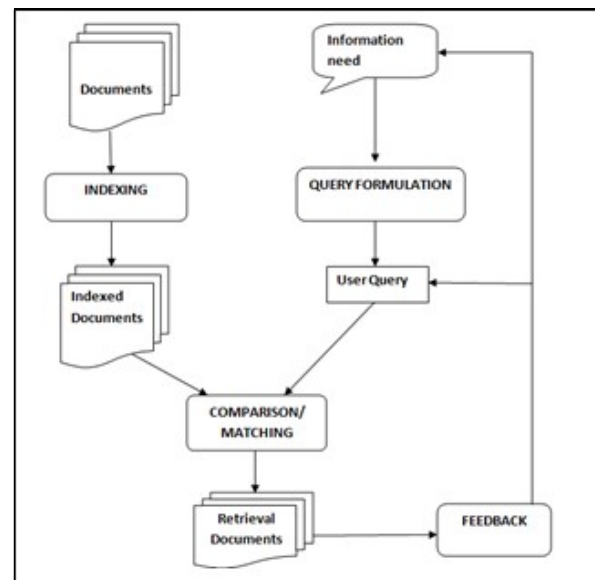 Documents
Information
need
INDEXING
QUERY FORMULATION
Indexed
Documents
User Query
COMPARISON/
MATCHING
Retrieval
Documents
FEEDBACK